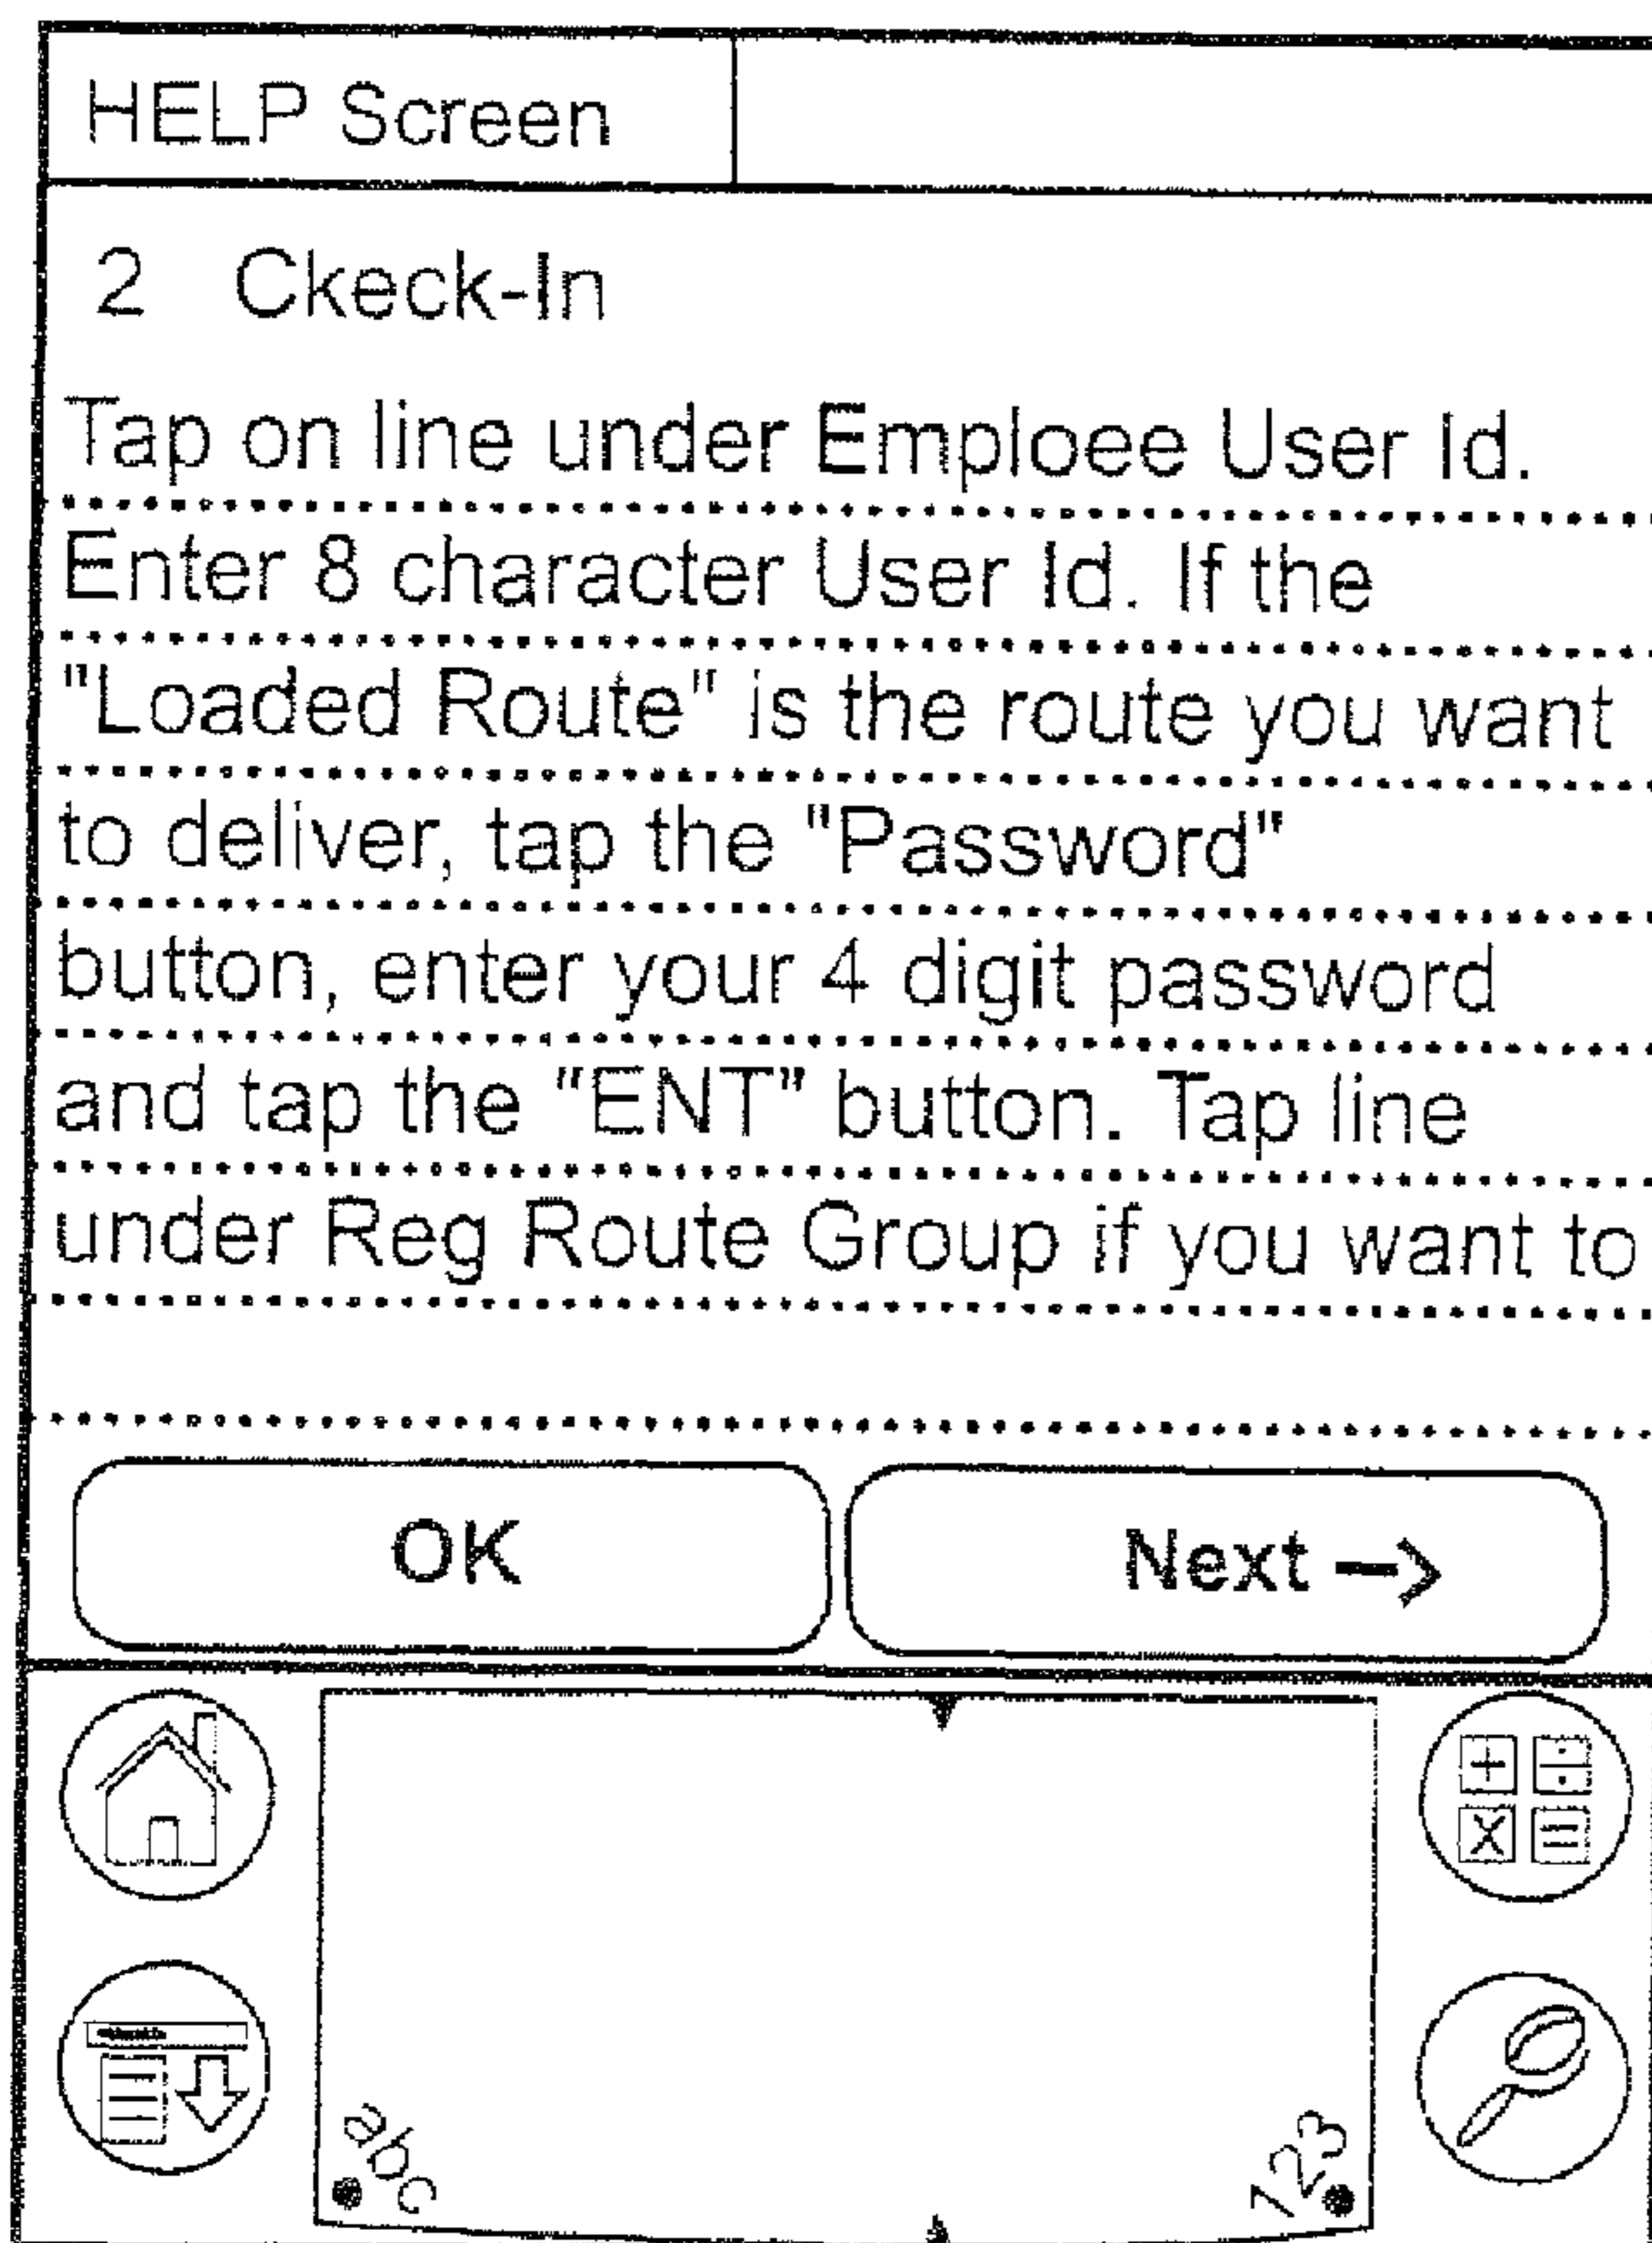 HELP Screen
2 Ckeck-In
Tap on line under Emploee User Id.
Enter 8 character User Id. If the
"Loaded Route" is the route you want
to deliver, tap the "Password"
button, enter your 4 digit password
and tap the "ENT" button. Tap line
under Reg Route Group if you want to
OK
Next -->
+ ÷
X =
abc
123